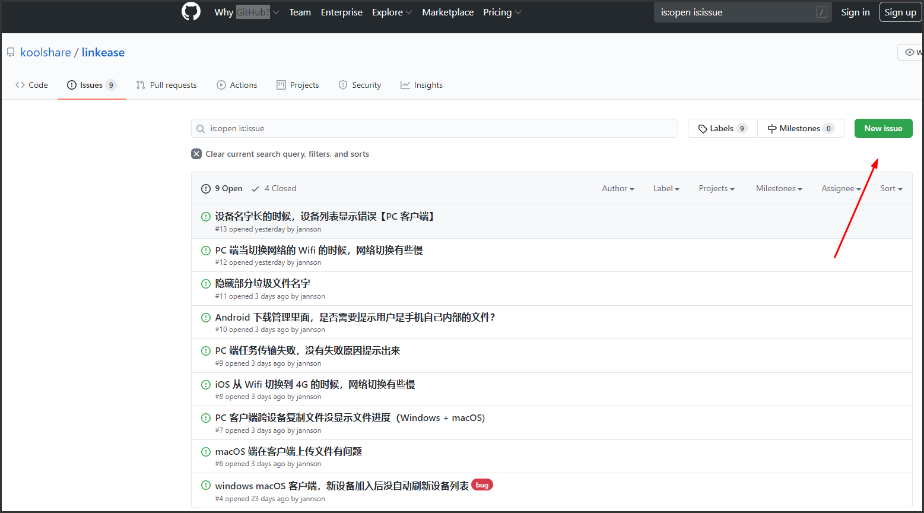 Why GitHub? Team Enterprise Explore Marketplace Pricing is:open is:issue / Sign in Sign up
koolshare / linkease
Code Issues 9 Pull requests Actions Projects Security Insights
is:open is:issue Labels 9 Milestones 0 New issue
Clear current search query, filters, and sorts
9 Open 4 Closed Author Label Projects Milestones Assignee Sort
设备名字长的时候，设备列表显示错误【PC 客户端】
#13 opened yesterday by jannson
PC 端当切换网络的 Wifi 的时候，网络切换有些慢
#12 opened yesterday by jannson
隐藏部分垃圾文件名字
#11 opened 3 days ago by jannson
Android 下载管理里面，是否需要提示用户是手机自己内部的文件？
#10 opened 3 days ago by jannson
PC 端任务传输失败，没有失败原因提示出来
#9 opened 3 days ago by jannson
iOS 从 Wifi 切换到 4G 的时候，网络切换有些慢
#8 opened 3 days ago by jannson
PC 客户端跨设备复制文件没显示文件进度（Windows + macOS）
#7 opened 3 days ago by jannson
macOS 端在客户端上传文件有问题
#6 opened 3 days ago by jannson
windows macOS 客户端，新设备加入后没自动刷新设备列表 bug
#4 opened 23 days ago by jannson